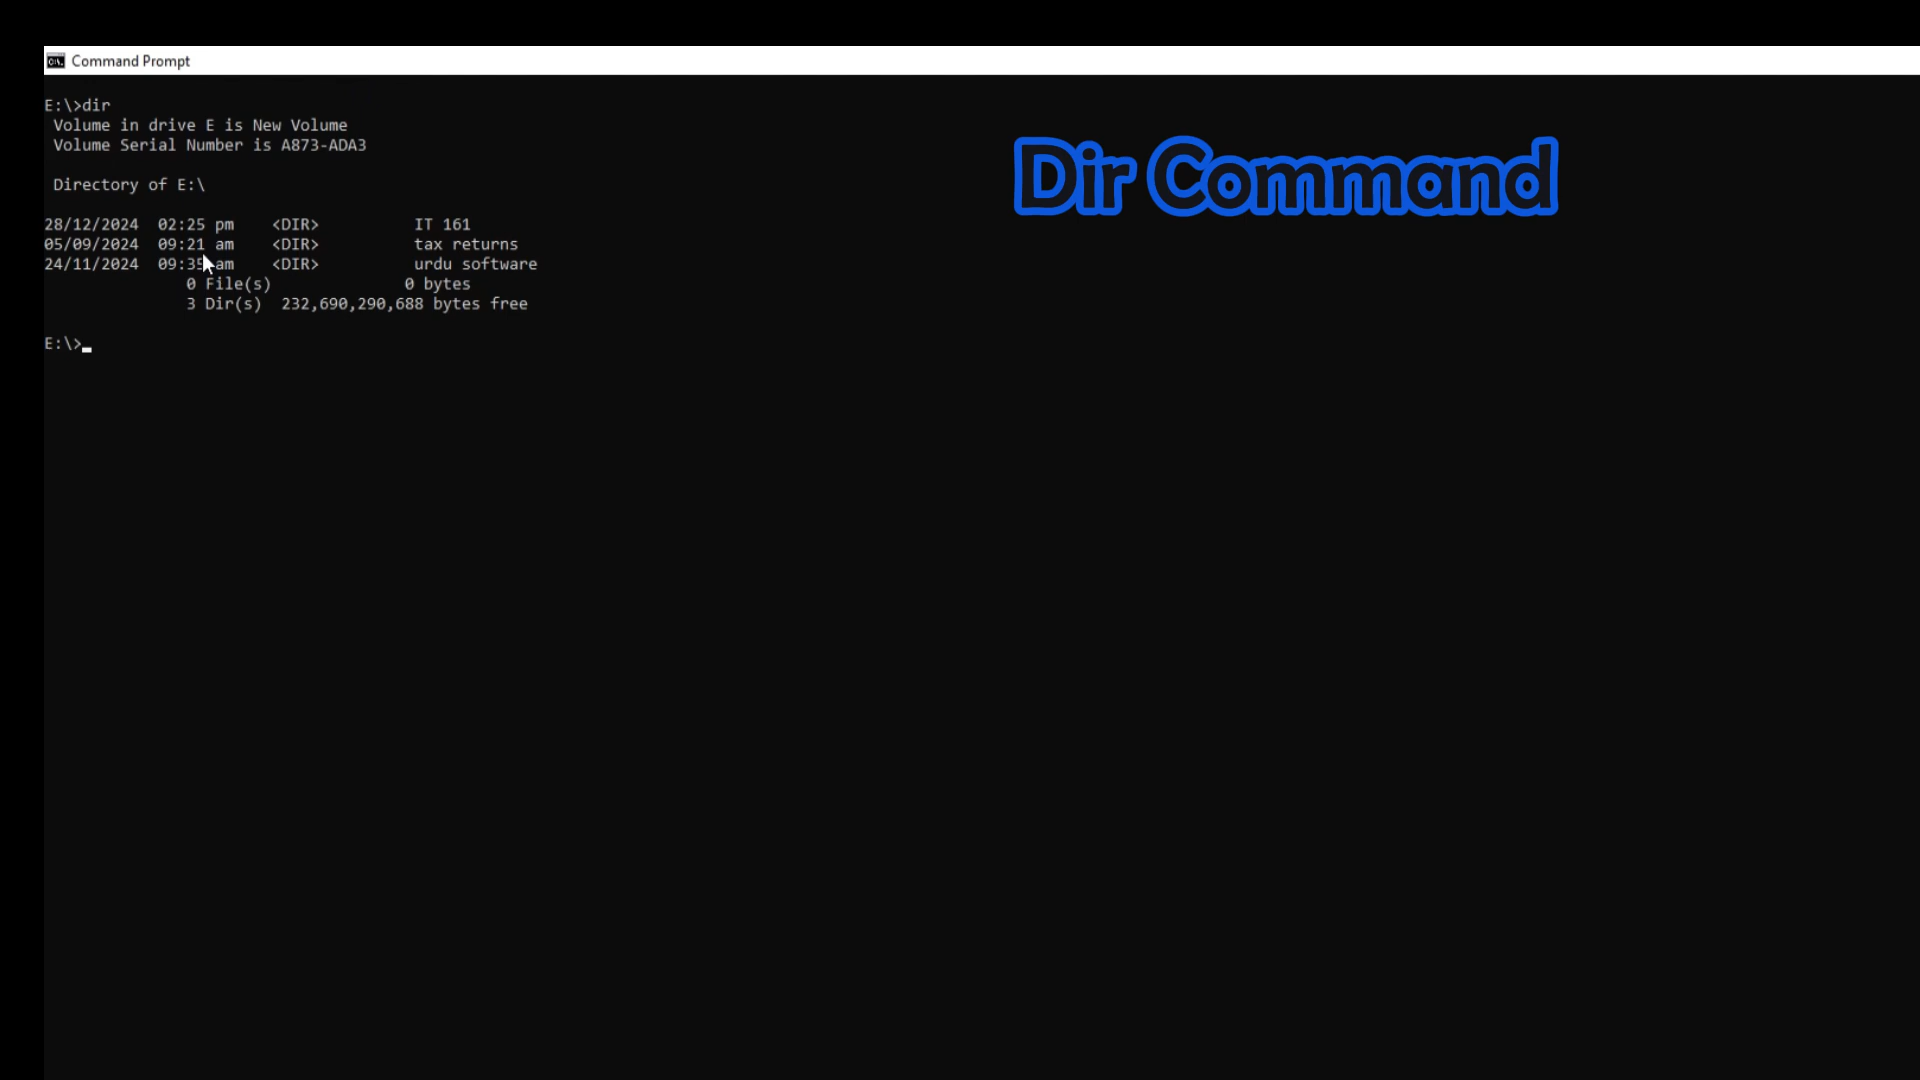 Command Prompt
E:\>dir
Volume in drive E is New Volume
Volume Serial Number is A873-ADA3
Directory of E:\
28/12/2024 02:25 pm <DIR> IT 161
05/09/2024 09:21 am <DIR> tax returns
24/11/2024 09:35 am <DIR> urdu software
0 File(s) 0 bytes
3 Dir(s) 232,690,290,688 bytes free
E:\>
Dir Command